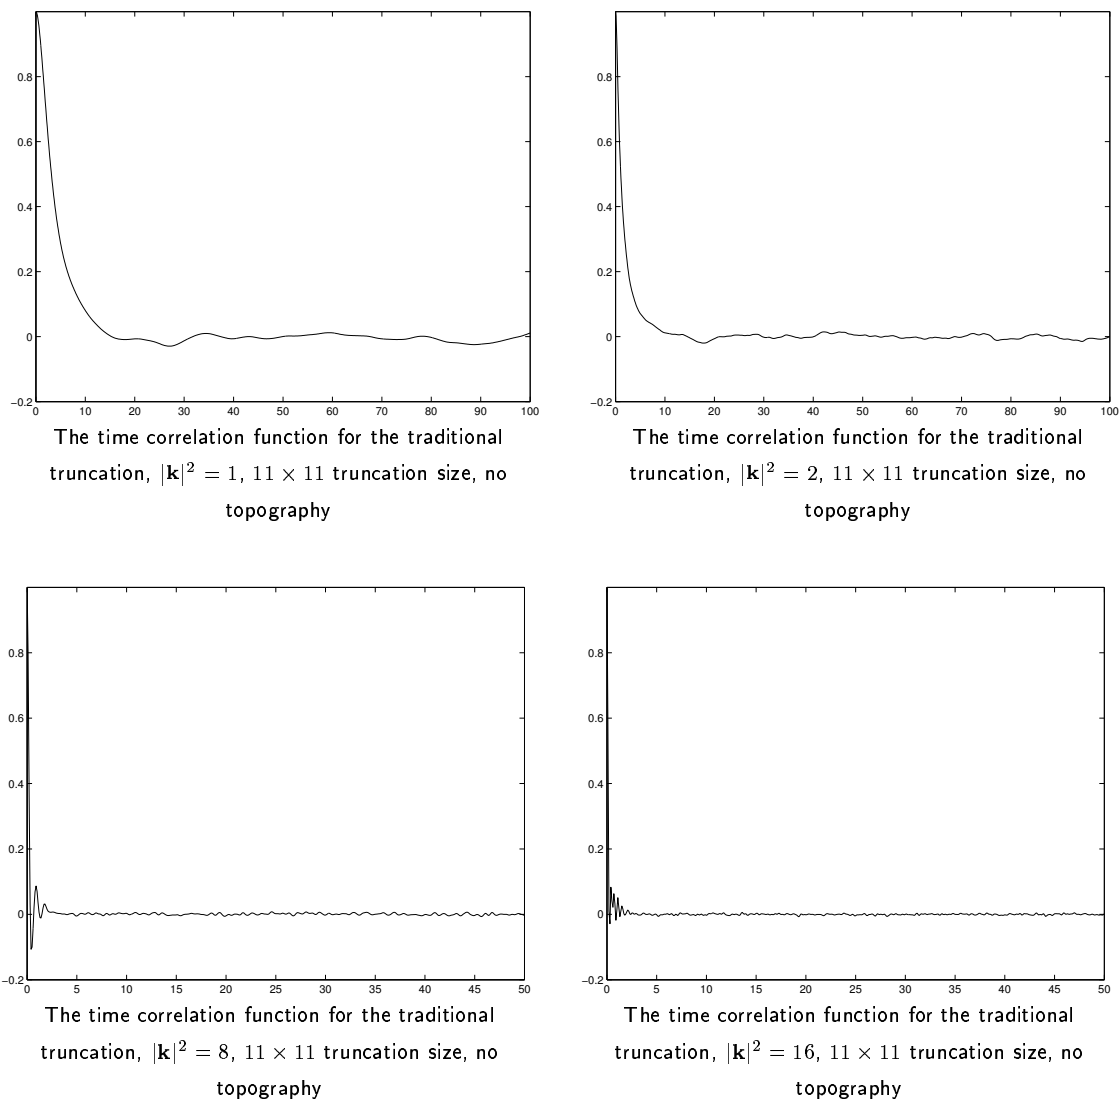 0.8
0.6
0.4
0.2
0
−0.2
0 10 20 30 40 50 60 70 80 90 100
The time correlation function for the traditional
truncation, |k|² = 1, 11 × 11 truncation size, no
topography
0.8
0.6
0.4
0.2
0
−0.2
0 10 20 30 40 50 60 70 80 90 100
The time correlation function for the traditional
truncation, |k|² = 2, 11 × 11 truncation size, no
topography
0.8
0.6
0.4
0.2
0
−0.2
0 5 10 15 20 25 30 35 40 45 50
The time correlation function for the traditional
truncation, |k|² = 8, 11 × 11 truncation size, no
topography
0.8
0.6
0.4
0.2
0
−0.2
0 5 10 15 20 25 30 35 40 45 50
The time correlation function for the traditional
truncation, |k|² = 16, 11 × 11 truncation size, no
topography